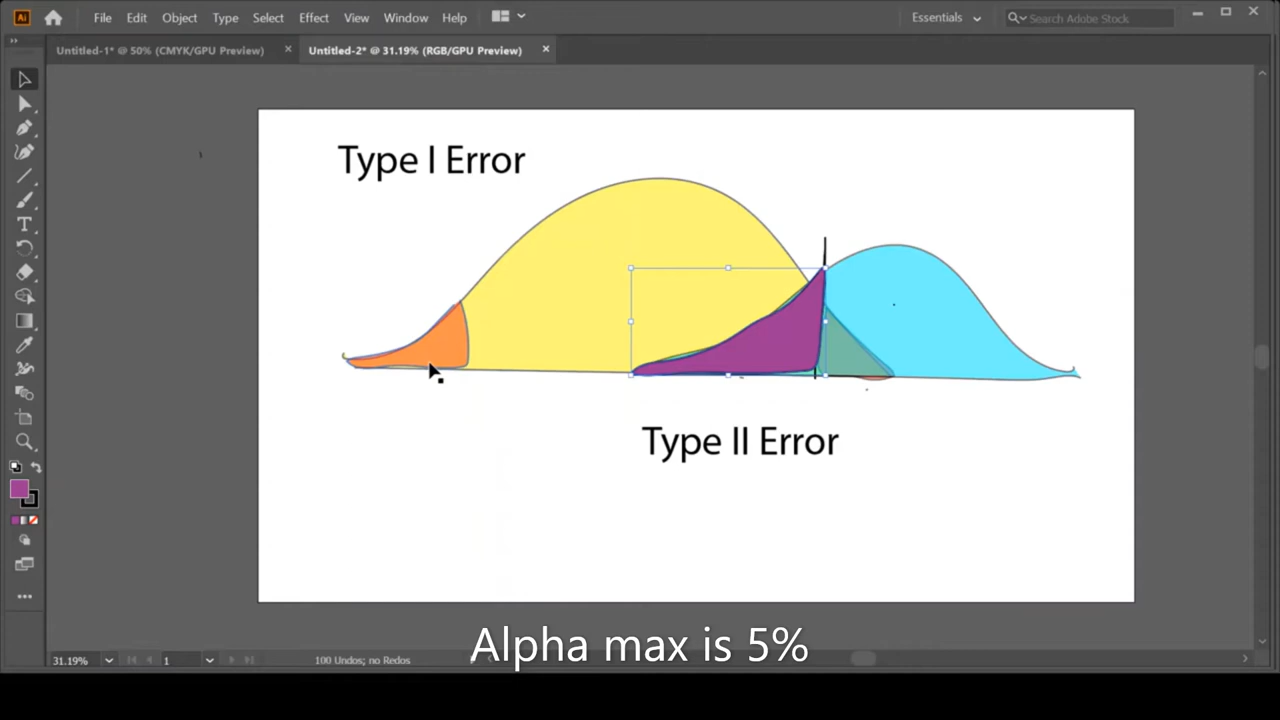 Ai File Edit Object Type Select Effect View Window Help Essentials Search Adobe Stock
Untitled-1* @ 50% (CMYK/GPU Preview) × Untitled-2* @ 31.19% (RGB/GPU Preview) ×
Type I Error
Type II Error
Alpha max is 5%
31.19% 1 100 Undos; no Redos